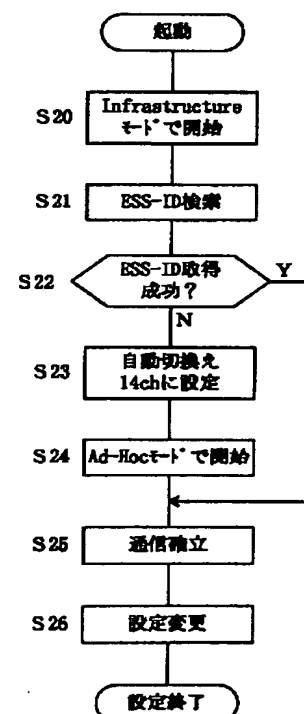 起動
S20
Infrastructure
モードで開始
S21
ESS-ID検索
S22
ESS-ID取得
成功？
Y
N
S23
自動切換え
14chに設定
S24
Ad-Hocモードで開始
S25
通信確立
S26
設定変更
設定終了